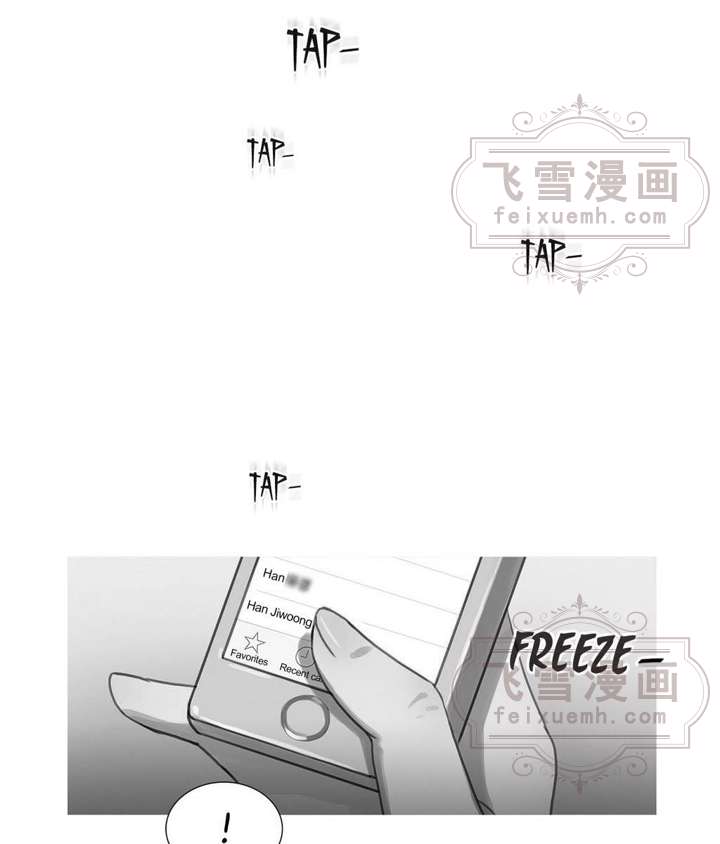 TAP-
TAP-
飞雪漫画
feixuemh.com
TAP-
TAP-
Han
Han Jiwoong
Favorites
Recent ca
FREEZE-
飞雪漫画
feixuemh.com
!